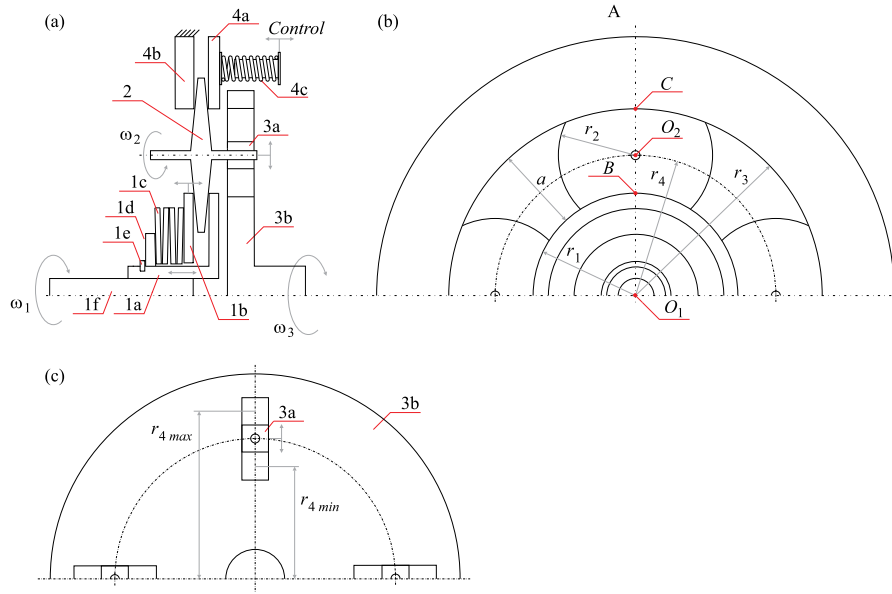 (a)
4a
Control
4b
4c
2
3a
ω2
1c
1d
1e
3b
ω1
1f
1a
1b
ω3
(b)
A
C
r2
O2
B
r4
r3
a
r1
O1
(c)
3a
3b
r4 max
r4 min